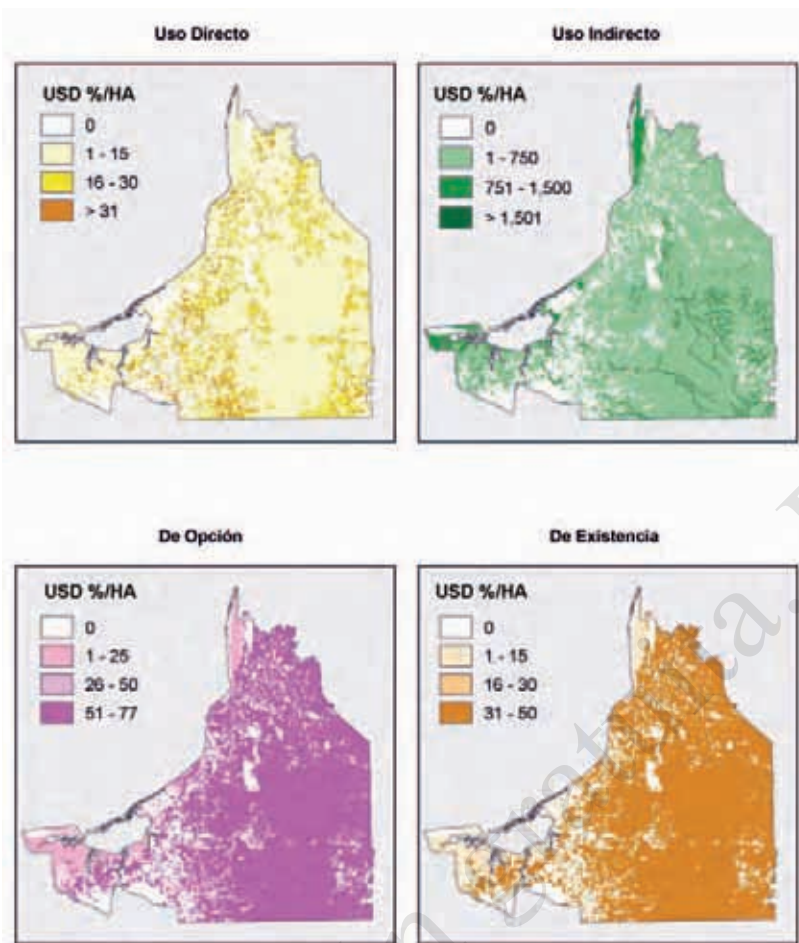 Uso Directo
USD %/HA
0
1 - 15
16 - 30
> 31
Uso Indirecto
USD %/HA
0
1 - 750
751 - 1,500
> 1,501
De Opción
USD %/HA
0
1 - 25
26 - 50
51 - 77
De Existencia
USD %/HA
0
1 - 15
16 - 30
31 - 50